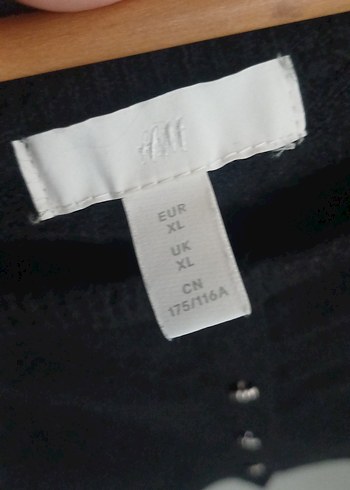 H&M
EUR
XL
UK
XL
CN
175/116A